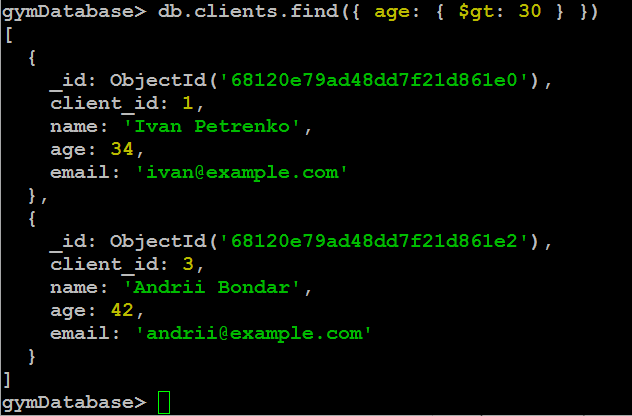 gymDatabase> db.clients.find({ age: { $gt: 30 } })
[
  {
    _id: ObjectId('68120e79ad48dd7f21d861e0'),
    client_id: 1,
    name: 'Ivan Petrenko',
    age: 34,
    email: 'ivan@example.com'
  },
  {
    _id: ObjectId('68120e79ad48dd7f21d861e2'),
    client_id: 3,
    name: 'Andrii Bondar',
    age: 42,
    email: 'andrii@example.com'
  }
]
gymDatabase>